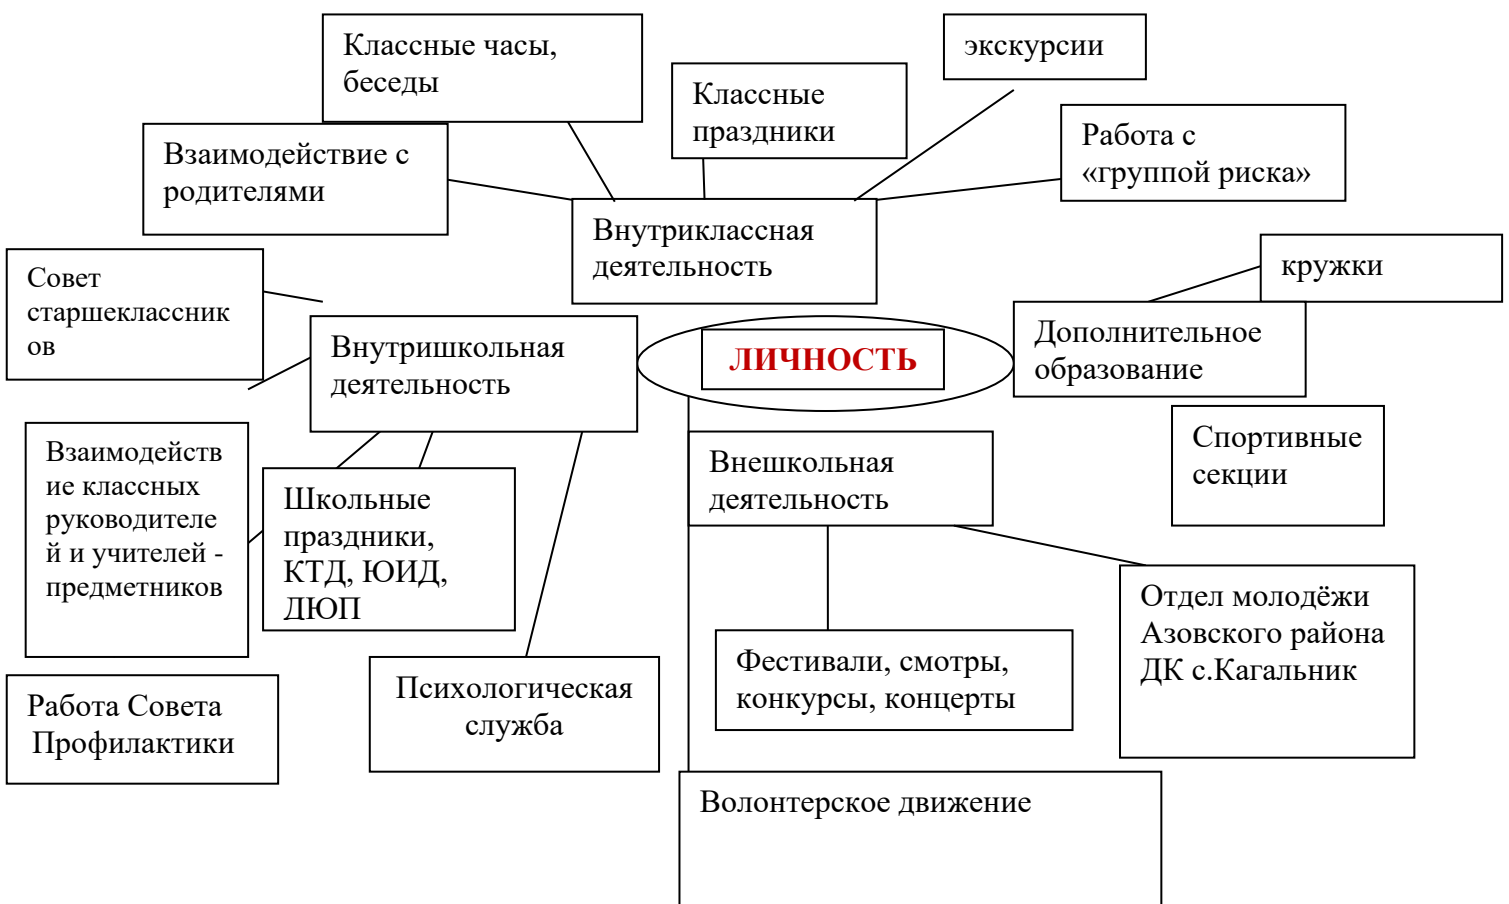 Классные часы,
беседы
экскурсии
Классные
праздники
Работа с
«группой риска»
Взаимодействие с
родителями
Внутриклассная
деятельность
кружки
Совет
старшеклассник
ов
Внутришкольная
деятельность
ЛИЧНОСТЬ
Дополнительное
образование
Спортивные
секции
Взаимодейств
ие классных
руководителе
й и учителей -
предметников
Школьные
праздники,
КТД, ЮИД,
ДЮП
Внешкольная
деятельность
Отдел молодёжи
Азовского района
ДК с.Кагальник
Фестивали, смотры,
конкурсы, концерты
Работа Совета
Профилактики
Психологическая
служба
Волонтерское движение